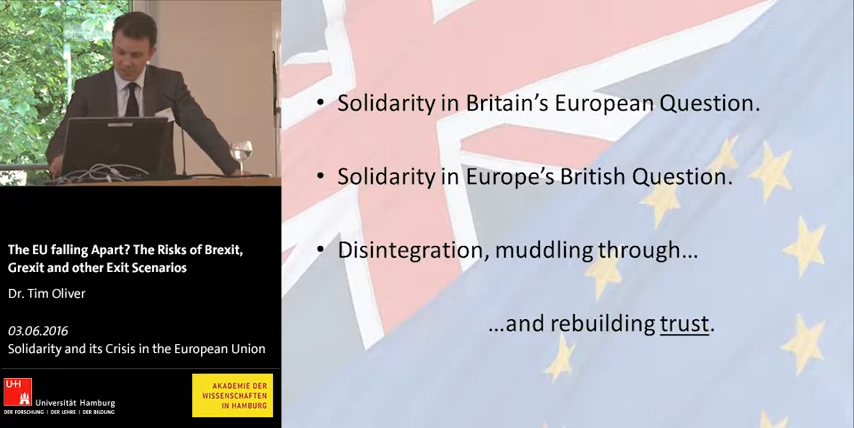 • Solidarity in Britain's European Question.
• Solidarity in Europe's British Question.
• Disintegration, muddling through...
...and rebuilding trust.
The EU falling Apart? The Risks of Brexit,
Grexit and other Exit Scenarios
Dr. Tim Oliver
03.06.2016
Solidarity and its Crisis in the European Union
UH
Universität Hamburg
DER FORSCHUNG | DER LEHRE | DER BILDUNG
AKADEMIE DER
WISSENSCHAFTEN
IN HAMBURG